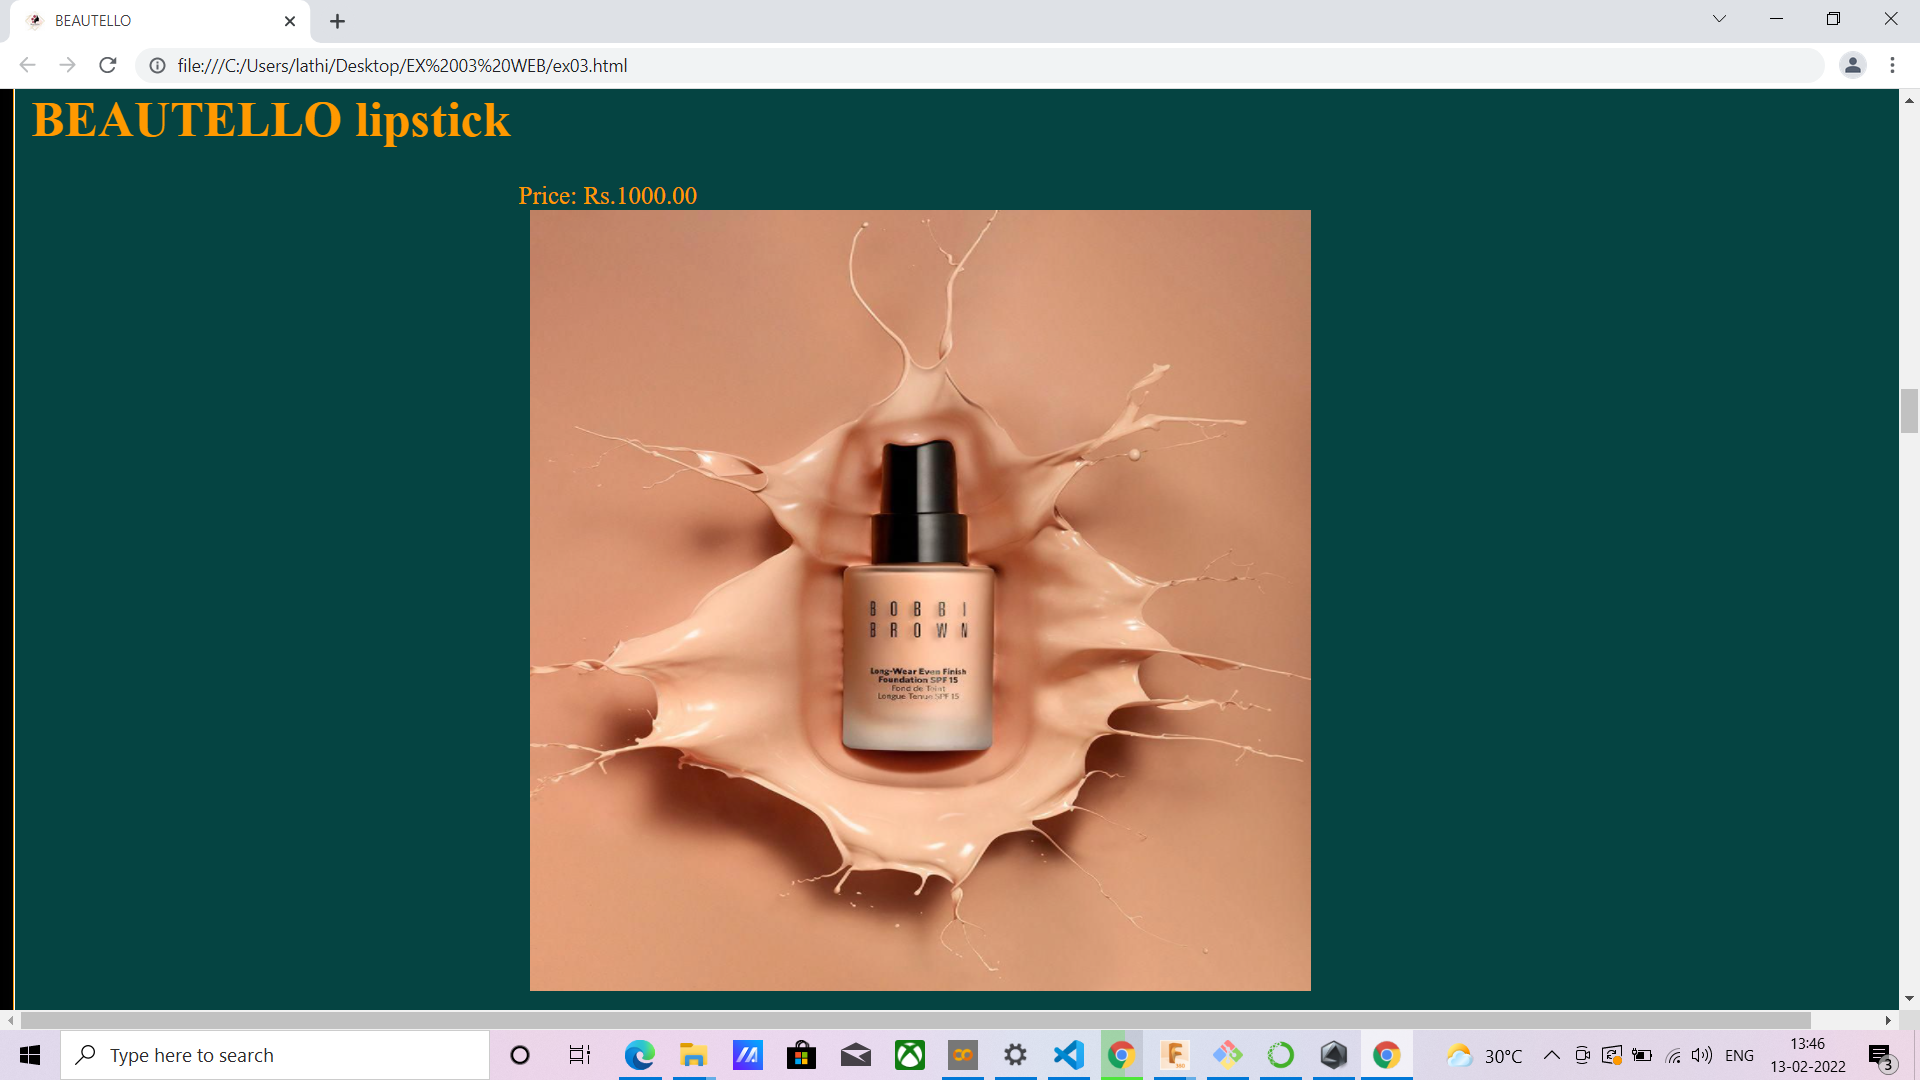 BEAUTELLO
file:///C:/Users/lathi/Desktop/EX%2003%20WEB/ex03.html
BEAUTELLO lipstick
Price: Rs.1000.00
BOBBI
BROWN
Long-Wear Even Finish
Foundation SPF 15
Fond de Teint
Longue Tenue SPF 15
Type here to search
30°C
ENG
13:46
13-02-2022
3